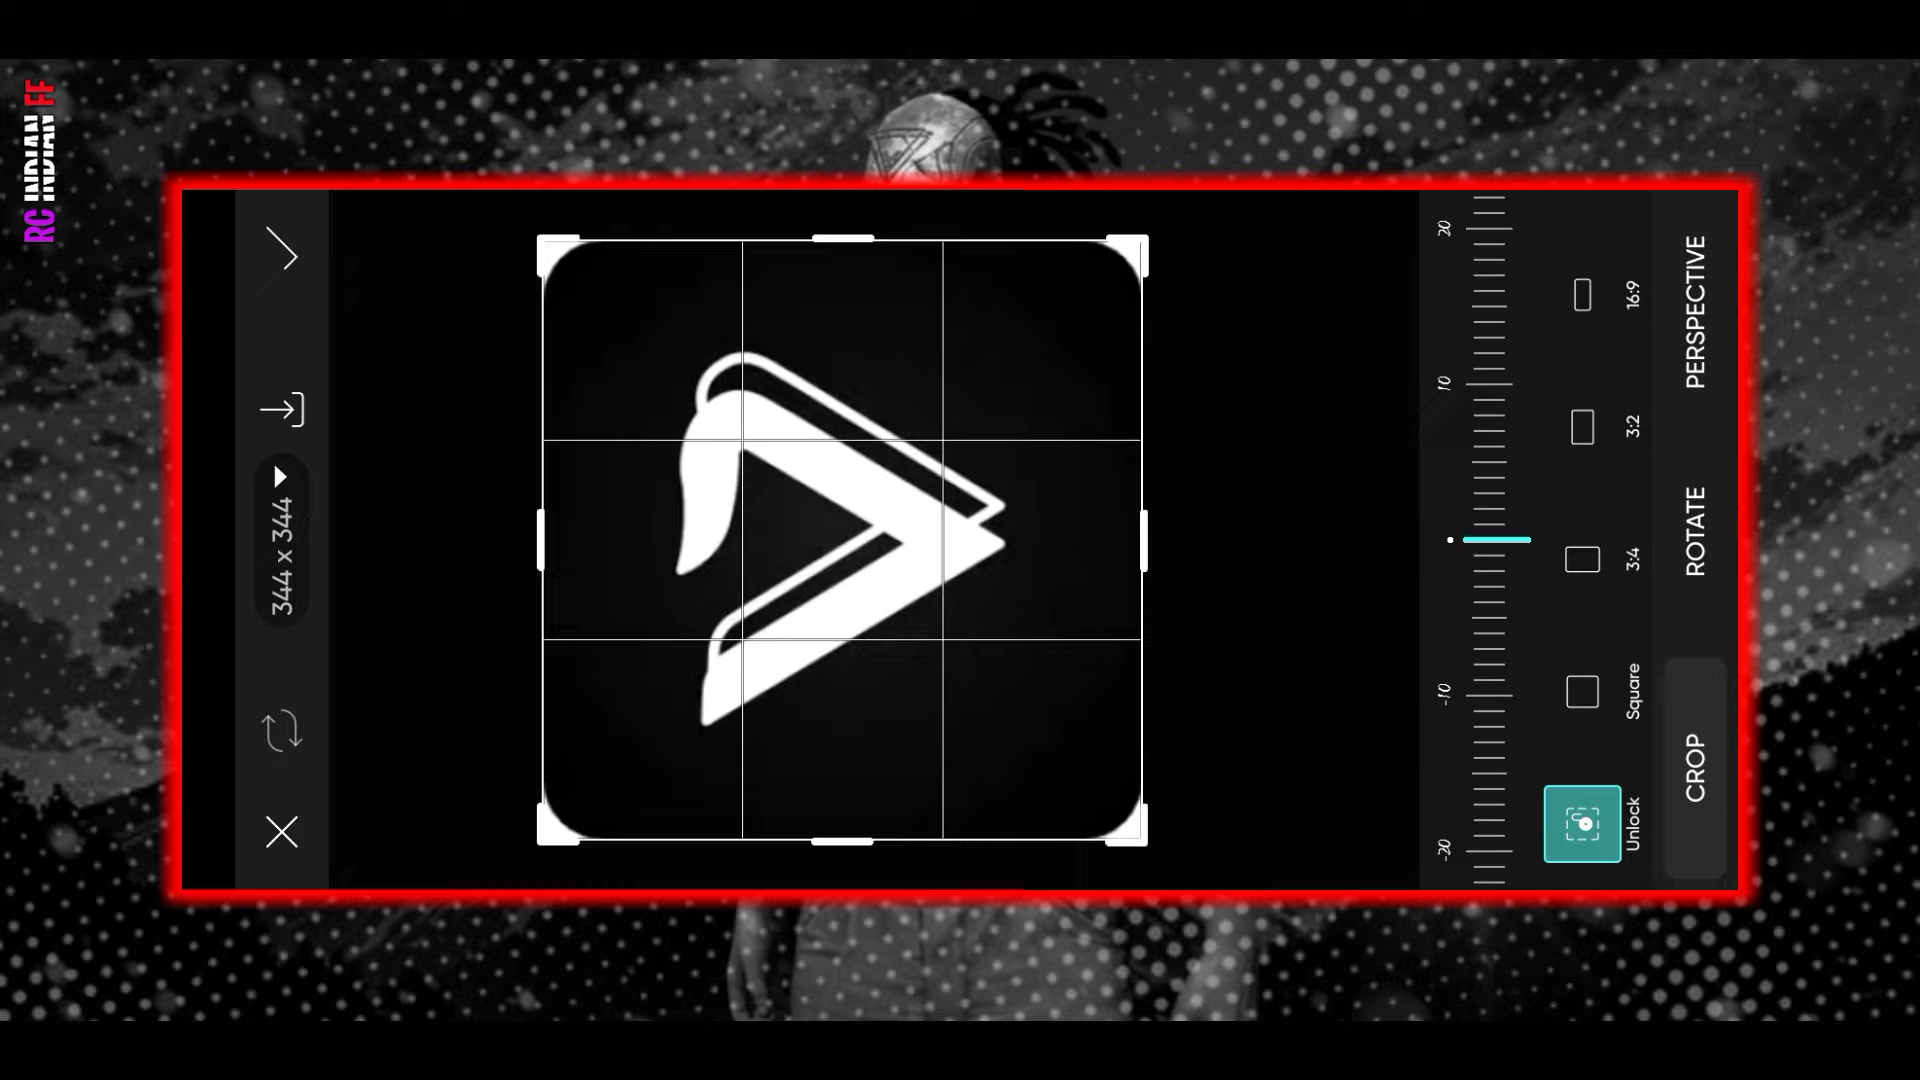 RC INDIAN FF
344 x 344
-20
-10
10
20
Unlock
Square
3:4
3:2
16:9
CROP
ROTATE
PERSPECTIVE